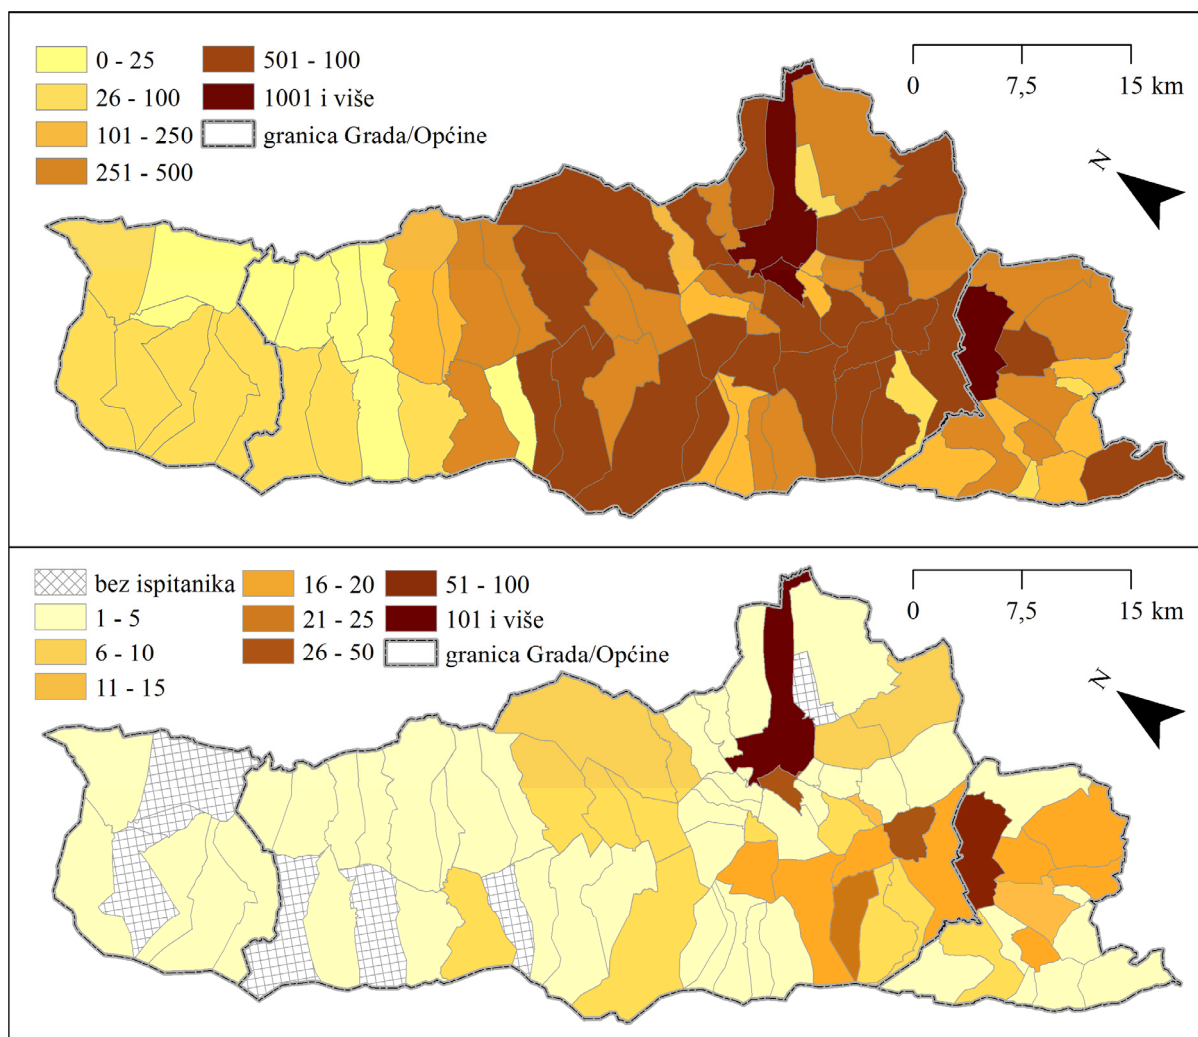 0 - 25
26 - 100
101 - 250
251 - 500
501 - 100
1001 i više
granica Grada/Općine
0 7,5 15 km
N
bez ispitanika
1 - 5
6 - 10
11 - 15
16 - 20
21 - 25
26 - 50
51 - 100
101 i više
granica Grada/Općine
0 7,5 15 km
N